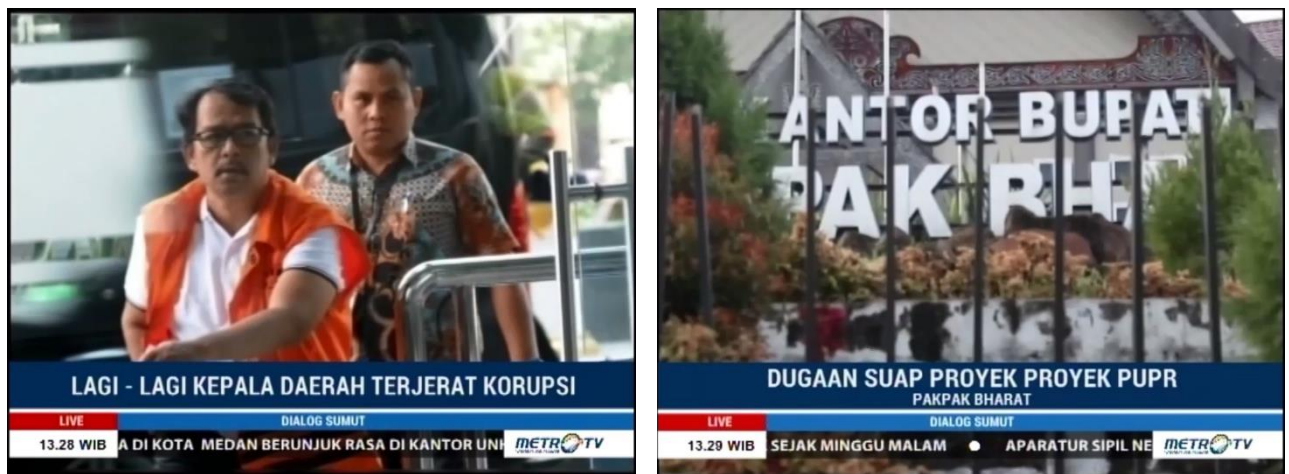 LAGI - LAGI KEPALA DAERAH TERJERAT KORUPSI
LIVE
DIALOG SUMUT
13.28 WIB
A DI KOTA MEDAN BERUNJUK RASA DI KANTOR UNH
METRO TV
ANTOR BUPATI
PAK BHA
DUGAAN SUAP PROYEK PROYEK PUPR
PAKPAK BHARAT
LIVE
DIALOG SUMUT
13.29 WIB
SEJAK MINGGU MALAM ● APARATUR SIPIL NE
METRO TV